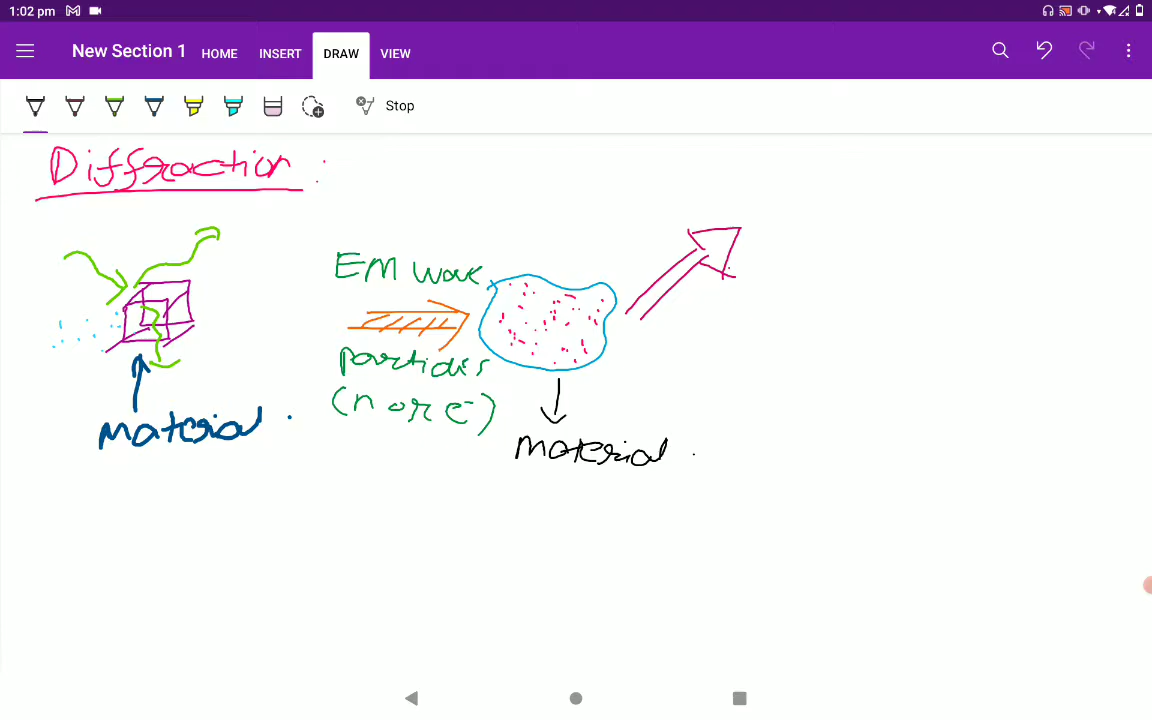 1:02 pm
New Section 1 HOME INSERT DRAW VIEW
Stop
Diffraction :
EM wave
particles
(n or e-)
material .
material .